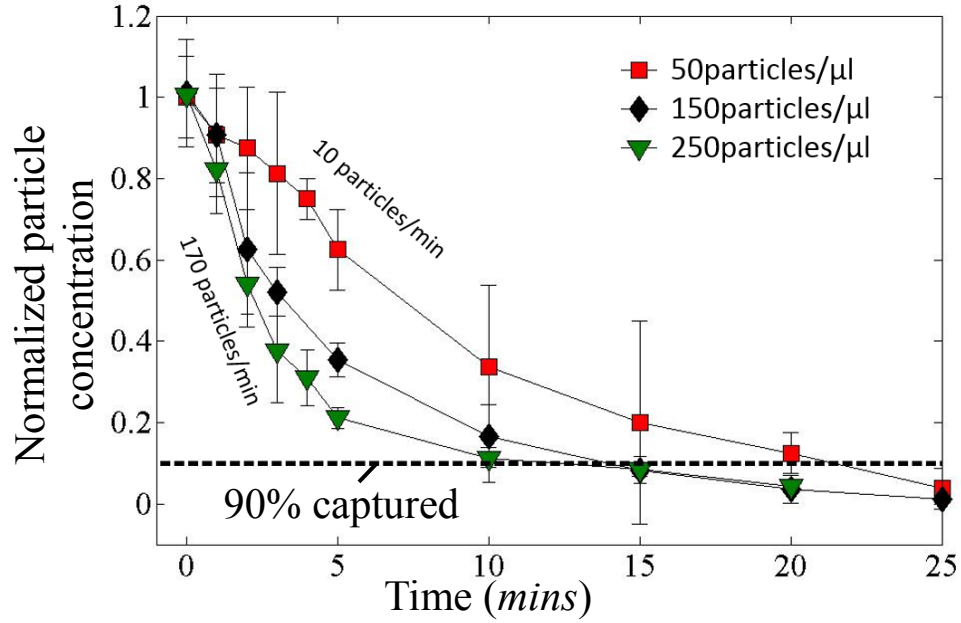 Normalized particle
concentration
1.2
1
0.8
0.6
0.4
0.2
0
50particles/µl
150particles/µl
250particles/µl
10 particles/min
170 particles/min
90% captured
0
5
10
15
20
25
Time (mins)